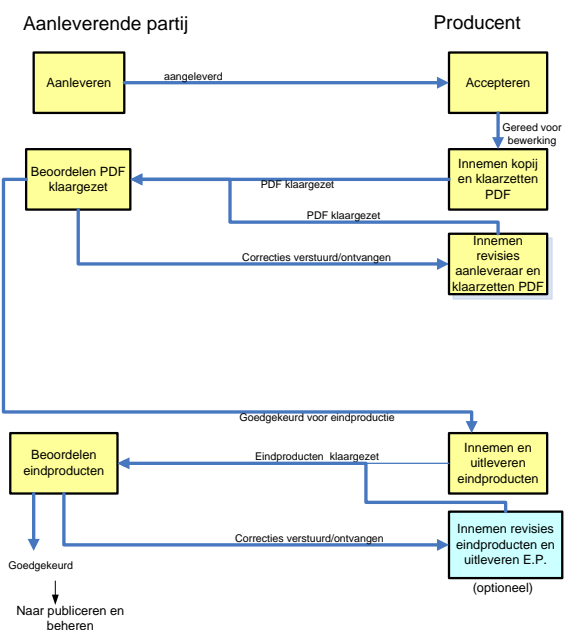 Aanleverende partij
Producent
Aanleveren
aangeleverd
Accepteren
Gereed voor
bewerking
Beoordelen PDF
klaargezet
PDF klaargezet
Innemen kopij
en klaarzetten
PDF
PDF klaargezet
Correcties verstuurd/ontvangen
Innemen
revisies
aanleveraar en
klaarzetten PDF
Goedgekeurd voor eindproductie
Beoordelen
eindproducten
Eindproducten klaargezet
Innemen en
uitleveren
eindproducten
Correcties verstuurd/ontvangen
Innemen revisies
eindproducten en
uitleveren E.P.
(optioneel)
Goedgekeurd
Naar publiceren en
beheren